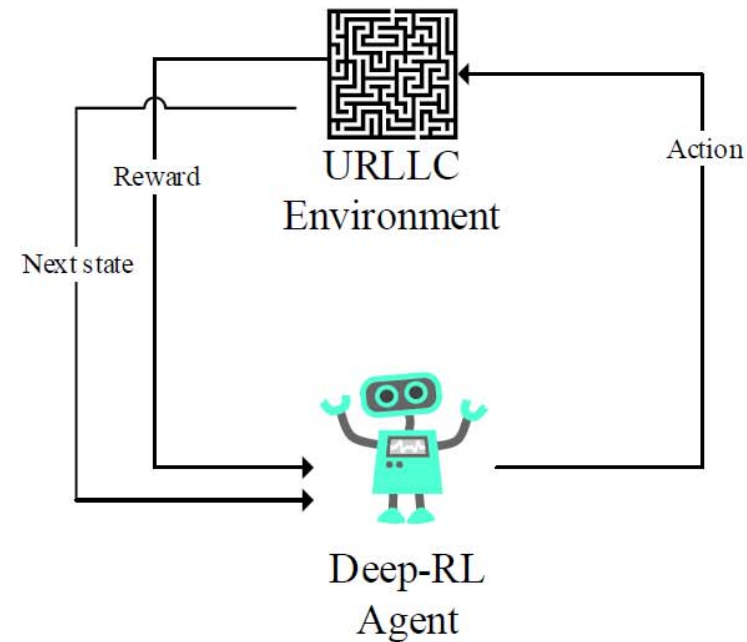 URLLC
Environment
Reward
Action
Next state
Deep-RL
Agent